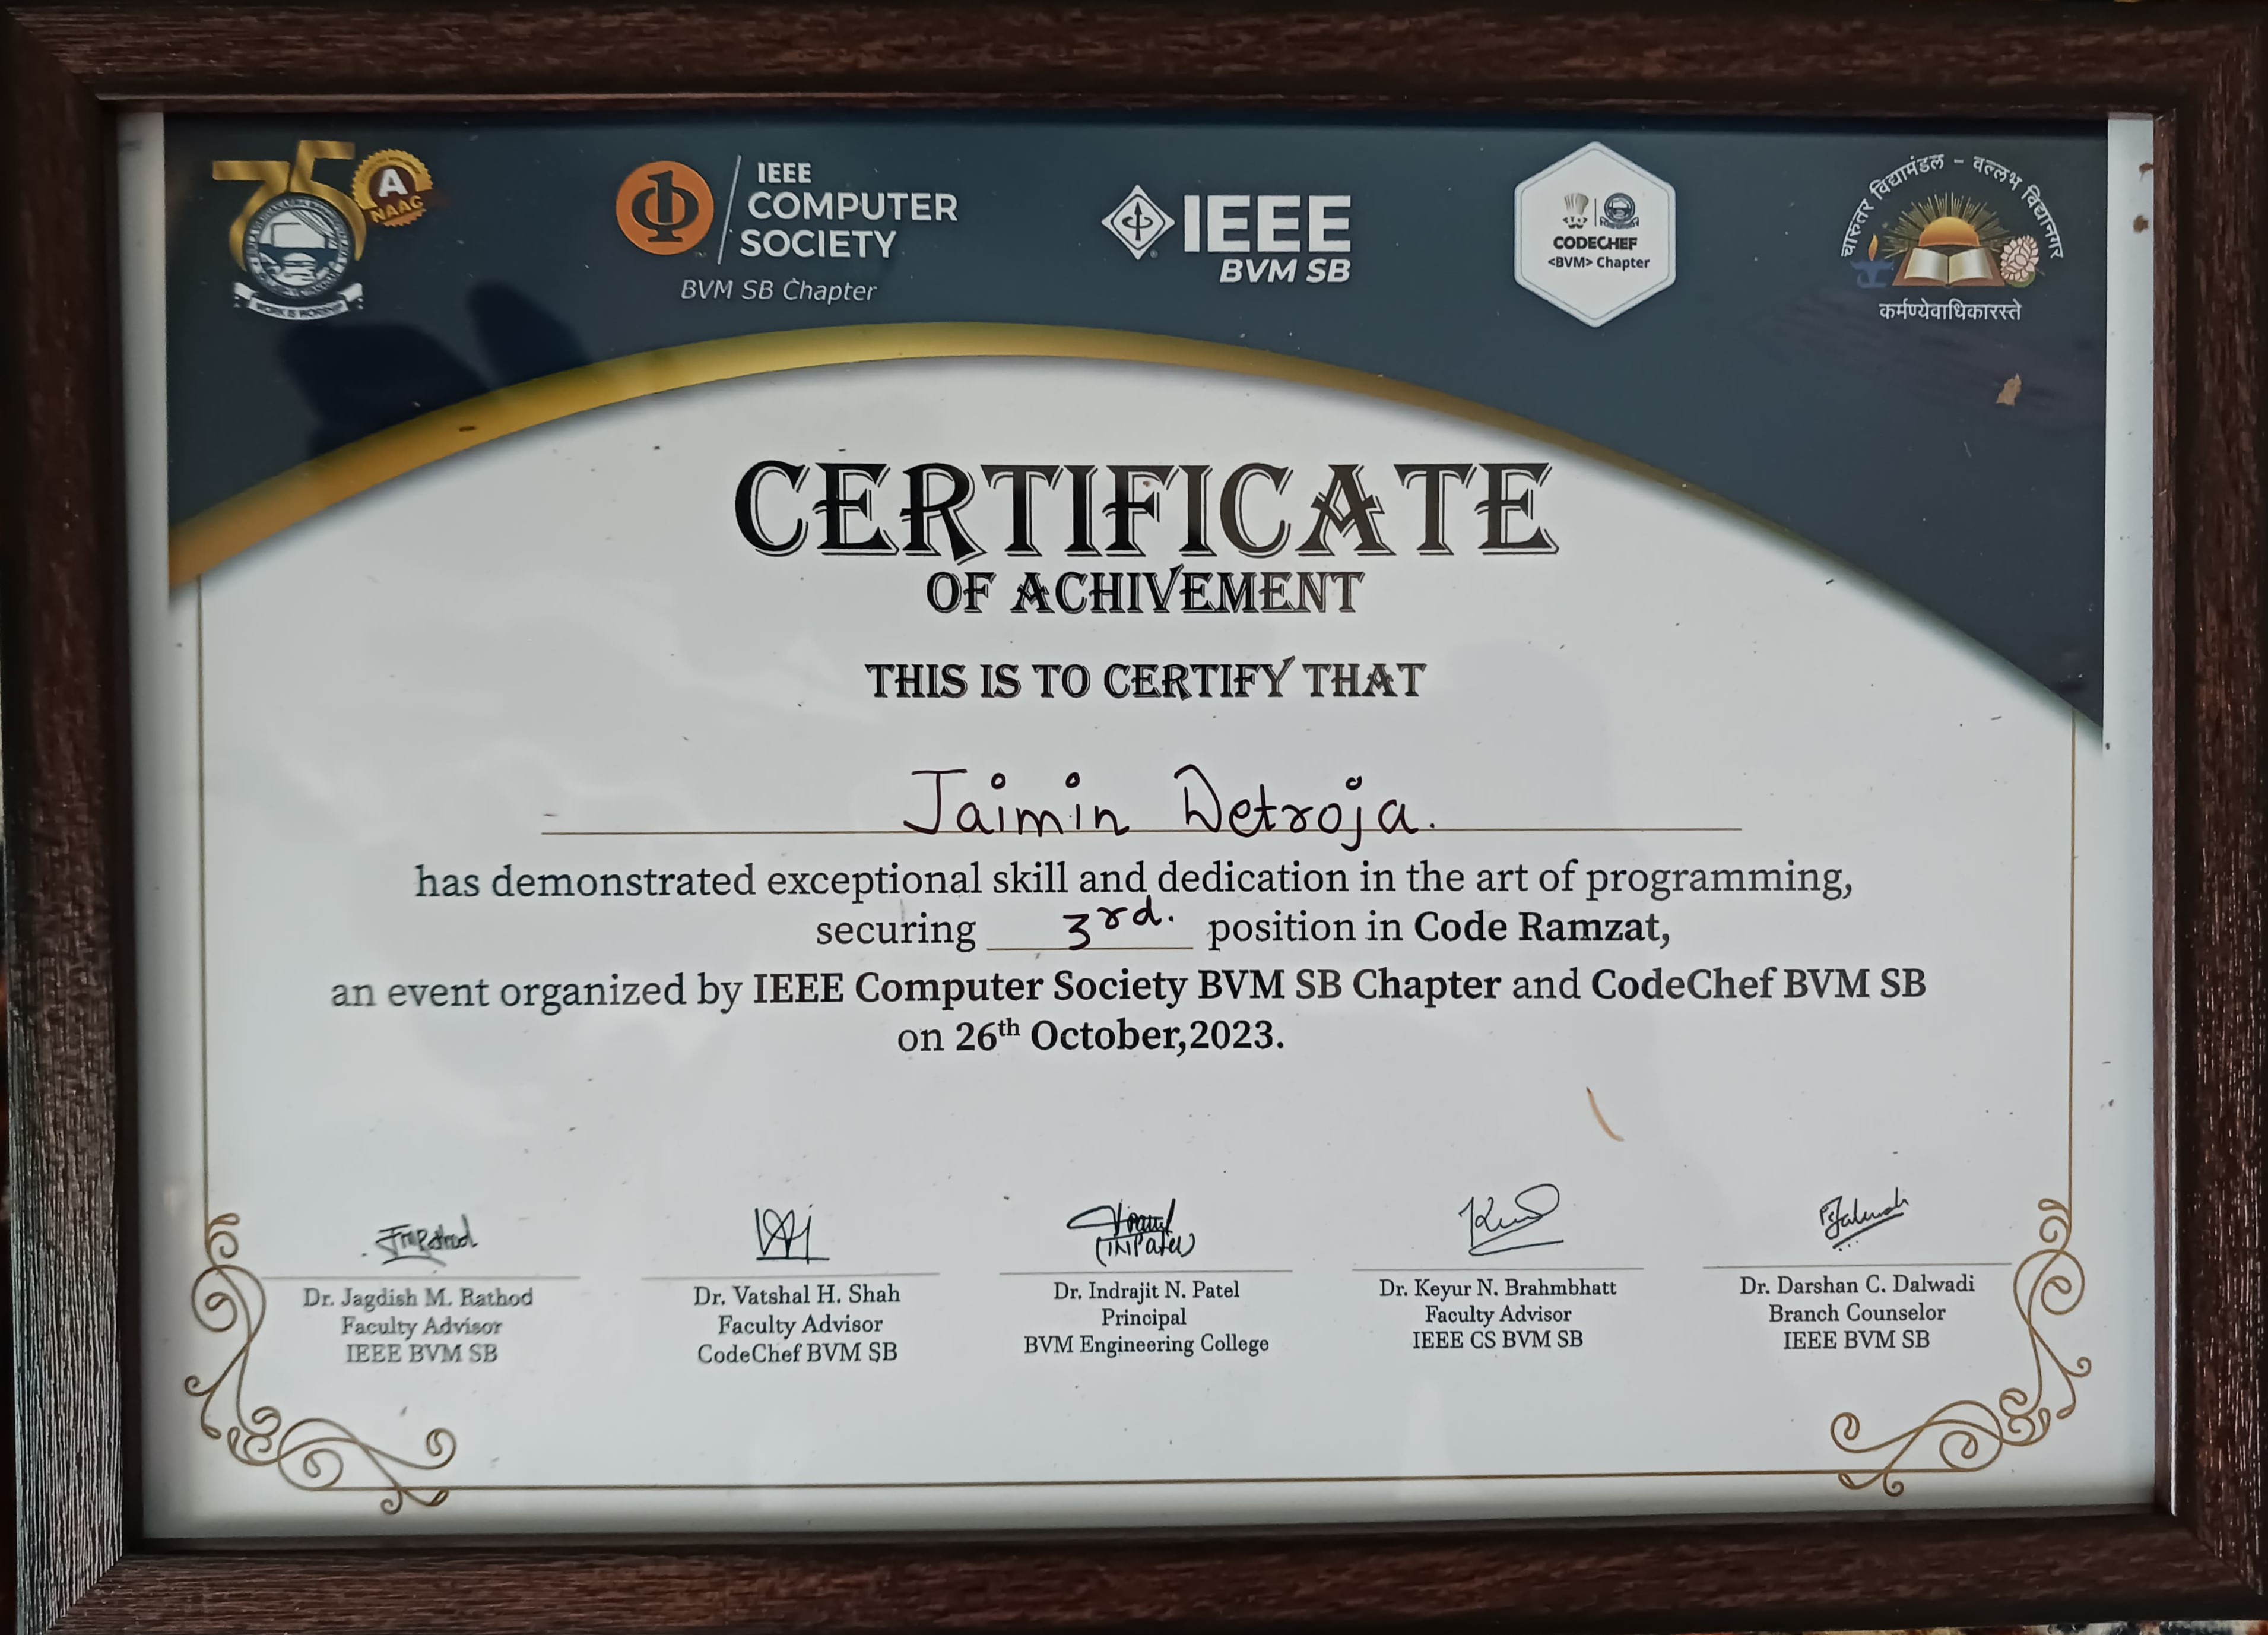 75
A
NAAC
IEEE
COMPUTER
SOCIETY
BVM SB Chapter
IEEE
BVM SB
CODECHEF
<BVM> Chapter
चारुतर विद्यामंडल - वल्लभ विद्यानगर
कर्मण्येवाधिकारस्ते
CERTIFICATE
OF ACHIVEMENT
THIS IS TO CERTIFY THAT
Jaimin Detroja.
has demonstrated exceptional skill and dedication in the art of programming,
securing 3rd. position in Code Ramzat,
an event organized by IEEE Computer Society BVM SB Chapter and CodeChef BVM SB
on 26th October,2023.
Dr. Jagdish M. Rathod
Faculty Advisor
IEEE BVM SB
Dr. Vatshal H. Shah
Faculty Advisor
CodeChef BVM SB
Dr. Indrajit N. Patel
Principal
BVM Engineering College
Dr. Keyur N. Brahmbhatt
Faculty Advisor
IEEE CS BVM SB
Dr. Darshan C. Dalwadi
Branch Counselor
IEEE BVM SB